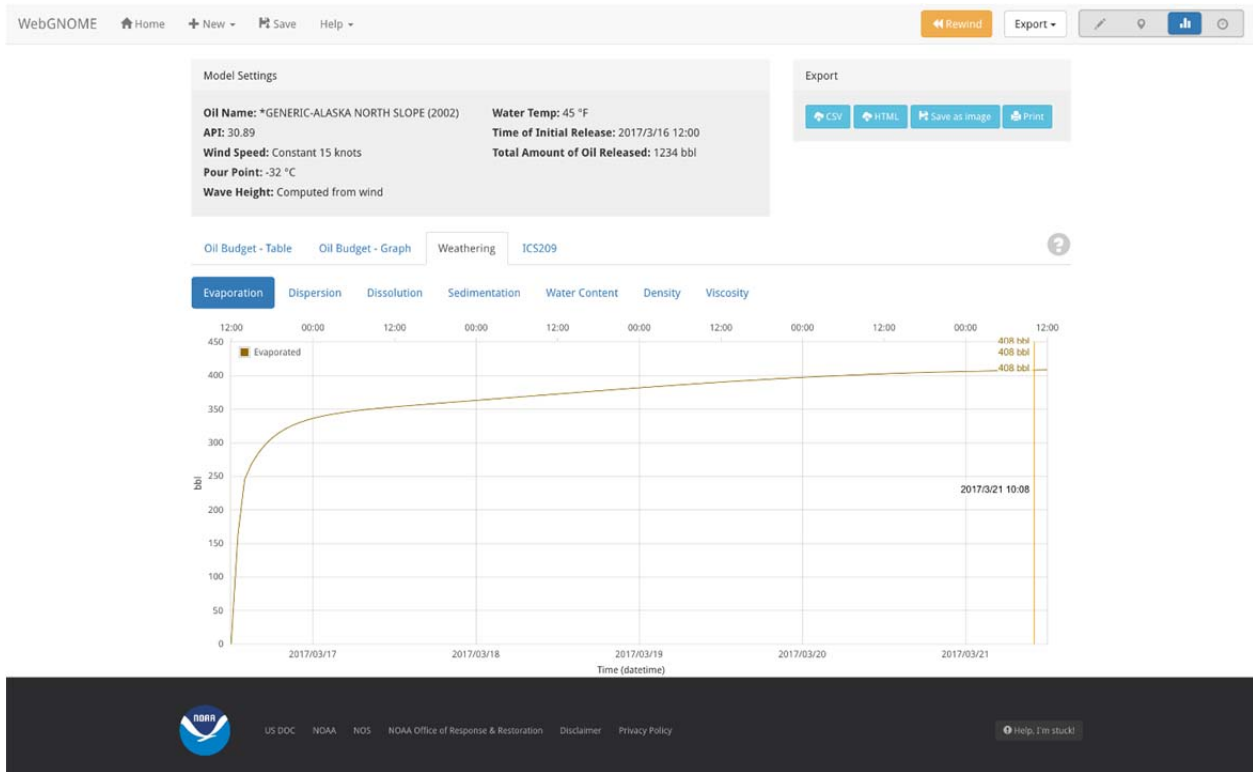 WebGNOME Home New Save Help Rewind Export
Model Settings
Oil Name: *GENERIC-ALASKA NORTH SLOPE (2002)
API: 30.89
Wind Speed: Constant 15 knots
Pour Point: -32 °C
Wave Height: Computed from wind
Water Temp: 45 °F
Time of Initial Release: 2017/3/16 12:00
Total Amount of Oil Released: 1234 bbl
Export
CSV HTML Save as image Print
Oil Budget - Table Oil Budget - Graph Weathering ICS209
Evaporation Dispersion Dissolution Sedimentation Water Content Density Viscosity
12:00 00:00 12:00 00:00 12:00 00:00 12:00 00:00 12:00 00:00 12:00
Evaporated
408 bbl
408 bbl
408 bbl
2017/3/21 10:08
450
400
350
300
250
200
150
100
50
0
bbl
2017/03/17 2017/03/18 2017/03/19 2017/03/20 2017/03/21
Time (datetime)
NOAA
US DOC NOAA NOS NOAA Office of Response & Restoration Disclaimer Privacy Policy
Help, I'm stuck!